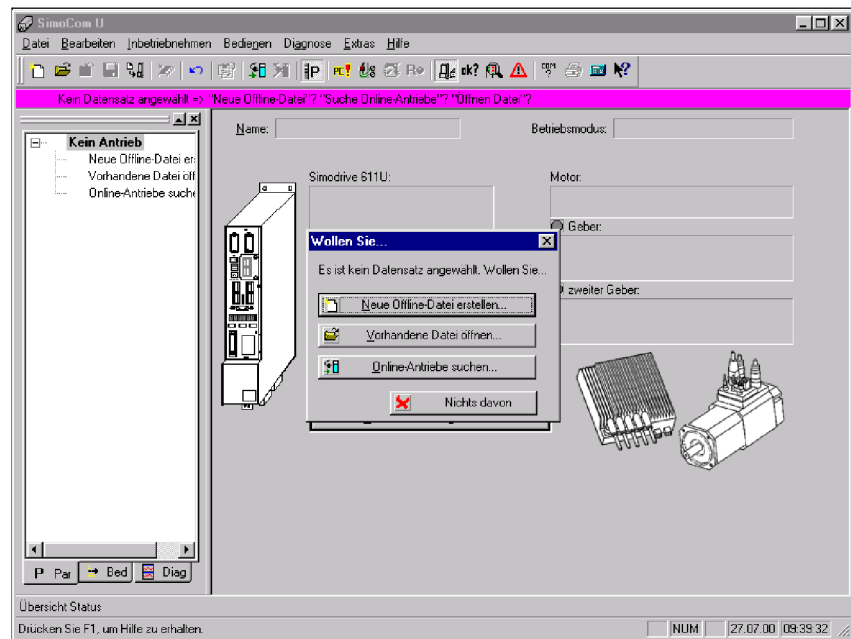 SimoCom U
Datei Bearbeiten Inbetriebnehmen Bedienen Diagnose Extras Hilfe
Kein Datensatz angewählt => "Neue Offline-Datei"? "Suche Online-Antriebe"? "Öffnen Datei"?
Kein Antrieb
Neue Offline-Datei er
Vorhandene Datei öff
Online-Antriebe suche
Name:
Betriebsmodus:
Simodrive 611U:
Motor:
Geber:
zweiter Geber:
Wollen Sie...
Es ist kein Datensatz angewählt. Wollen Sie...
Neue Offline-Datei erstellen...
Vorhandene Datei öffnen...
Online-Antriebe suchen...
Nichts davon
P Par Bed Diag
Übersicht Status
Drücken Sie F1, um Hilfe zu erhalten.
NUM 27.07.00 09:39:32